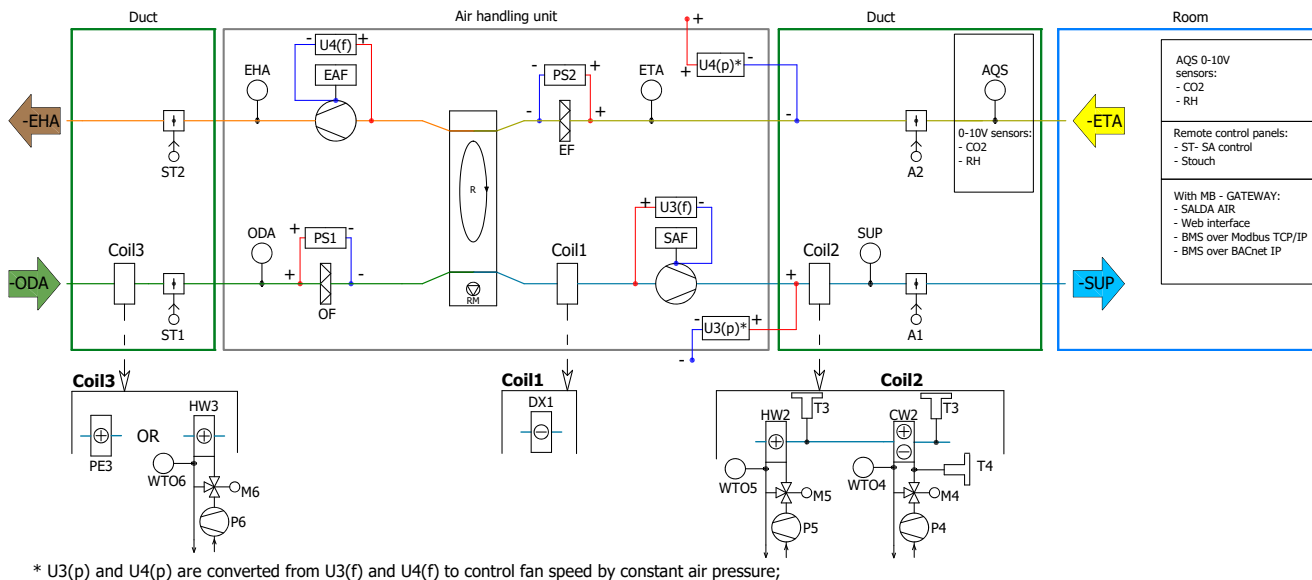 Duct
Air handling unit
Duct
Room
- U4(f) +
EHA
EAF
- PS2 +
ETA
+
+ U4(p)* -
AQS
AQS 0-10V
sensors:
- CO2
- RH
-EHA
- +
-
-ETA
ST2
EF
A2
0-10V sensors:
- CO2
- RH
Remote control panels:
- ST- SA control
- Stouch
R
With MB - GATEWAY:
- SALDA AIR
- Web interface
- BMS over Modbus TCP/IP
- BMS over BACnet IP
+ U3(f) -
ODA
+ PS1 -
SAF
SUP
Coil3
Coil1
Coil2
-ODA
+ -
+
-SUP
RM
ST1
OF
- U3(p)* +
A1
-
Coil3
Coil1
Coil2
HW3
DX1
HW2
T3
CW2
T3
OR
PE3
WTO6
WTO5
WTO4
T4
M6
M5
M4
P6
P5
P4
* U3(p) and U4(p) are converted from U3(f) and U4(f) to control fan speed by constant air pressure;